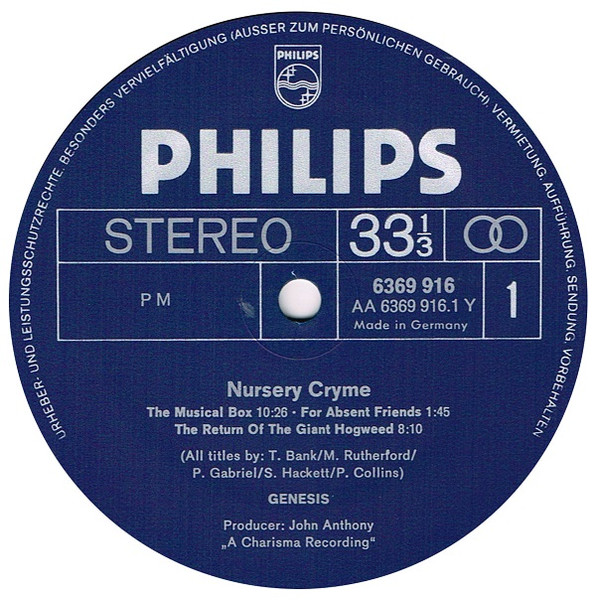 URHEBER- UND LEISTUNGSSCHUTZRECHTE, BESONDERS VERVIELFÄLTIGUNG (AUSSER ZUM PERSÖNLICHEN GEBRAUCH), VERMIETUNG, AUFFÜHRUNG, SENDUNG, VORBEHALTEN
PHILIPS
PHILIPS
STEREO 33 1/3
PM 6369 916 1
AA 6369 916.1 Y
Made in Germany
Nursery Cryme
The Musical Box 10:26 · For Absent Friends 1:45
The Return Of The Giant Hogweed 8:10
(All titles by: T. Bank/M. Rutherford/
P. Gabriel/S. Hackett/P. Collins)
GENESIS
Producer: John Anthony
„A Charisma Recording“